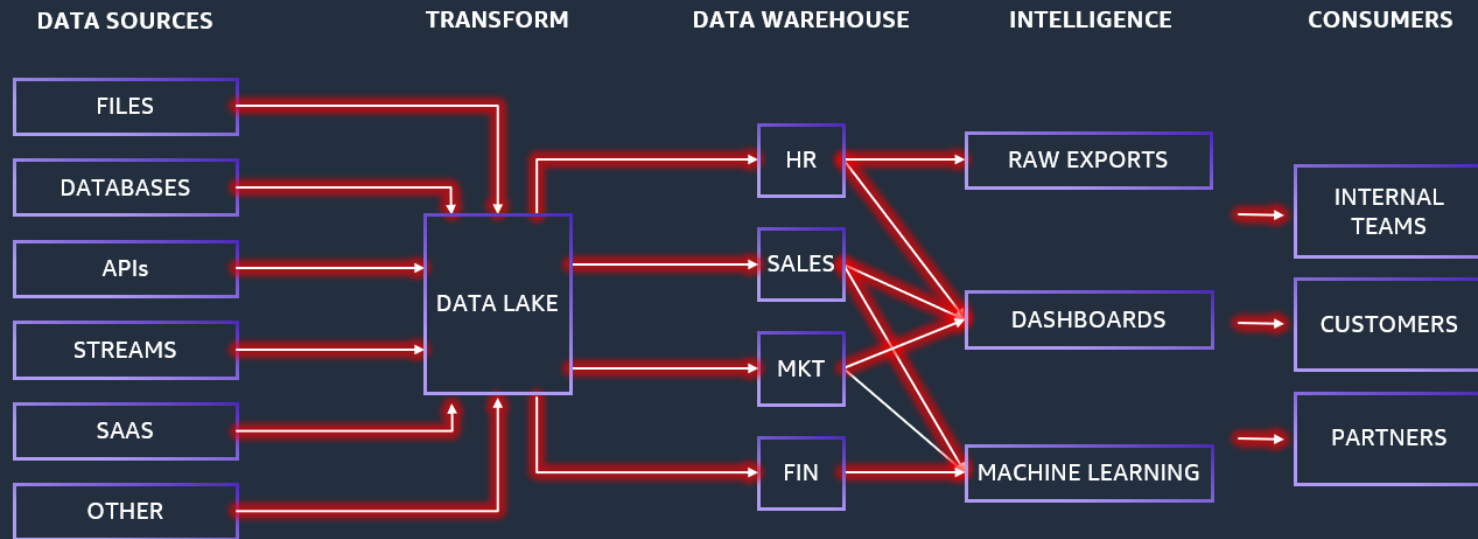 DATA SOURCES
TRANSFORM
DATA WAREHOUSE
INTELLIGENCE
CONSUMERS
FILES
DATABASES
APIs
STREAMS
SAAS
OTHER
DATA LAKE
HR
SALES
MKT
FIN
RAW EXPORTS
DASHBOARDS
MACHINE LEARNING
INTERNAL
TEAMS
CUSTOMERS
PARTNERS